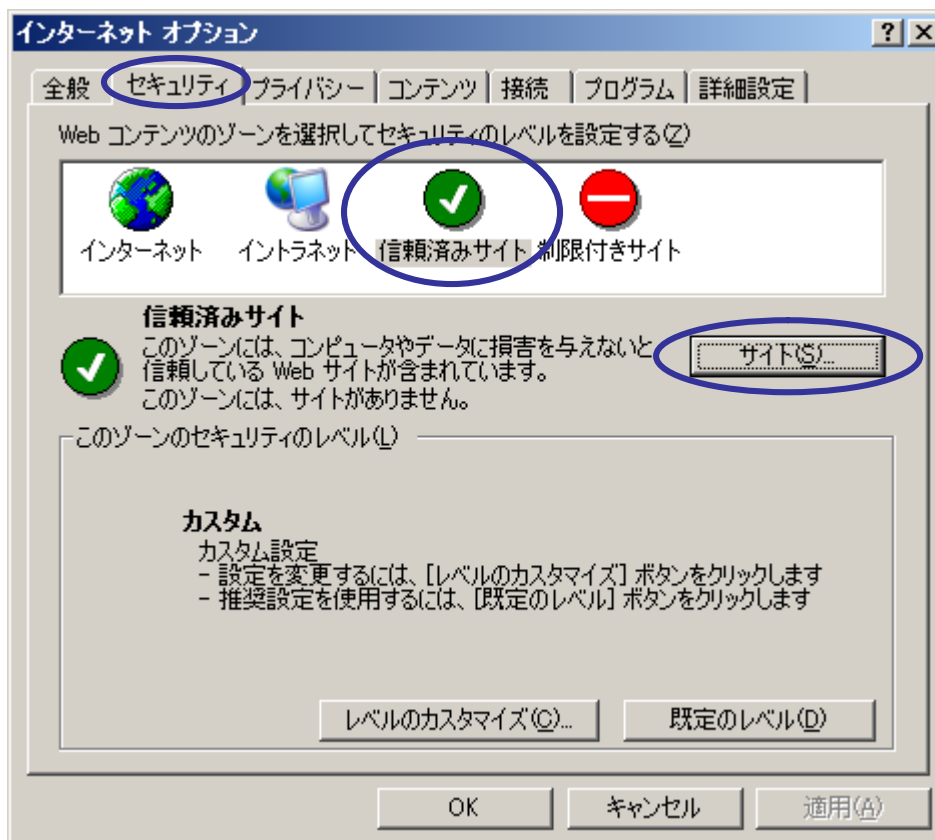 インターネット オプション
全般 セキュリティ プライバシー コンテンツ 接続 プログラム 詳細設定
Web コンテンツのゾーンを選択してセキュリティのレベルを設定する(Z)
インターネット イントラネット 信頼済みサイト 制限付きサイト
信頼済みサイト
このゾーンには、コンピュータやデータに損害を与えないと
信頼している Web サイトが含まれています。
このゾーンには、サイトがありません。
サイト(S)...
このゾーンのセキュリティのレベル(L)
カスタム
カスタム設定
- 設定を変更するには、[レベルのカスタマイズ] ボタンをクリックします
- 推奨設定を使用するには、[既定のレベル] ボタンをクリックします
レベルのカスタマイズ(C)... 既定のレベル(D)
OK キャンセル 適用(A)